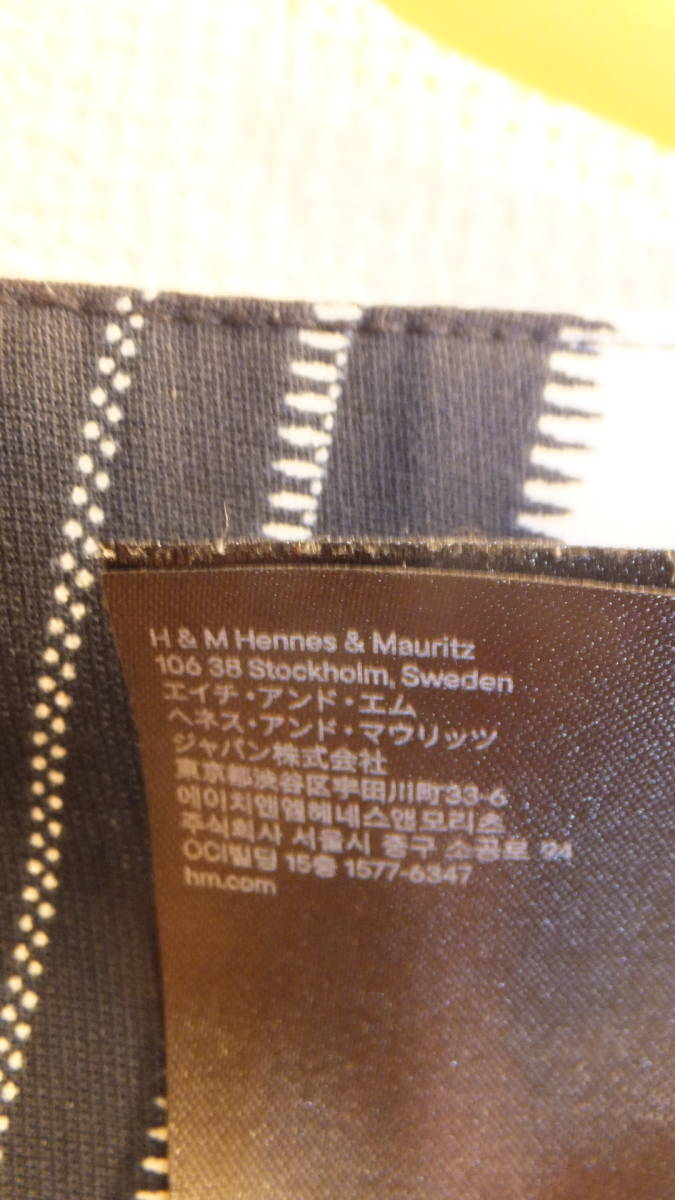 H & M Hennes & Mauritz
106 38 Stockholm, Sweden
エイチ・アンド・エム
ヘネス・アンド・マウリッツ
ジャパン株式会社
東京都渋谷区宇田川町33-6
에이치앤엠헤네스앤모리츠
주식회사 서울시 중구 소공로 94
OCI빌딩 15층 1577-6347
hm.com